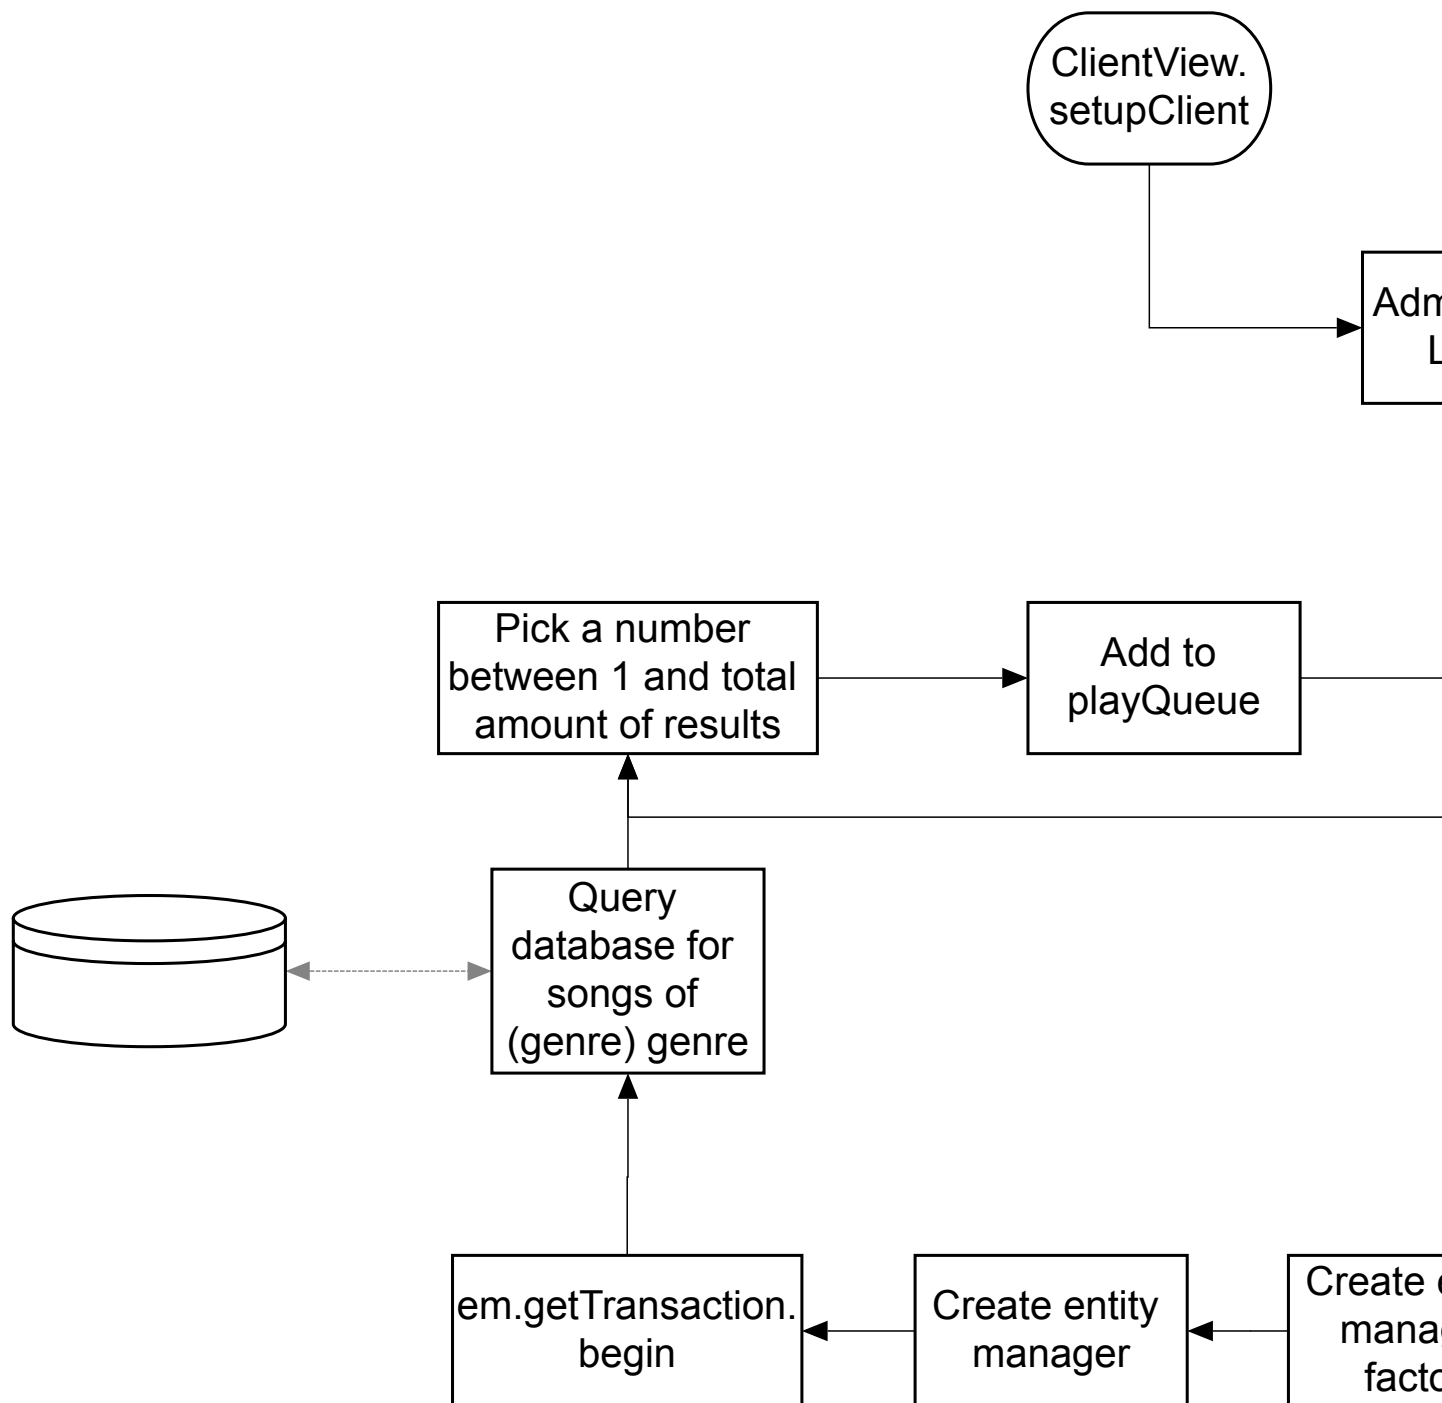 ClientView.
setupClient
Pick a number
between 1 and total
amount of results
Add to
playQueue
Query
database for
songs of
(genre) genre
em.getTransaction.
begin
Create entity
manager
Create